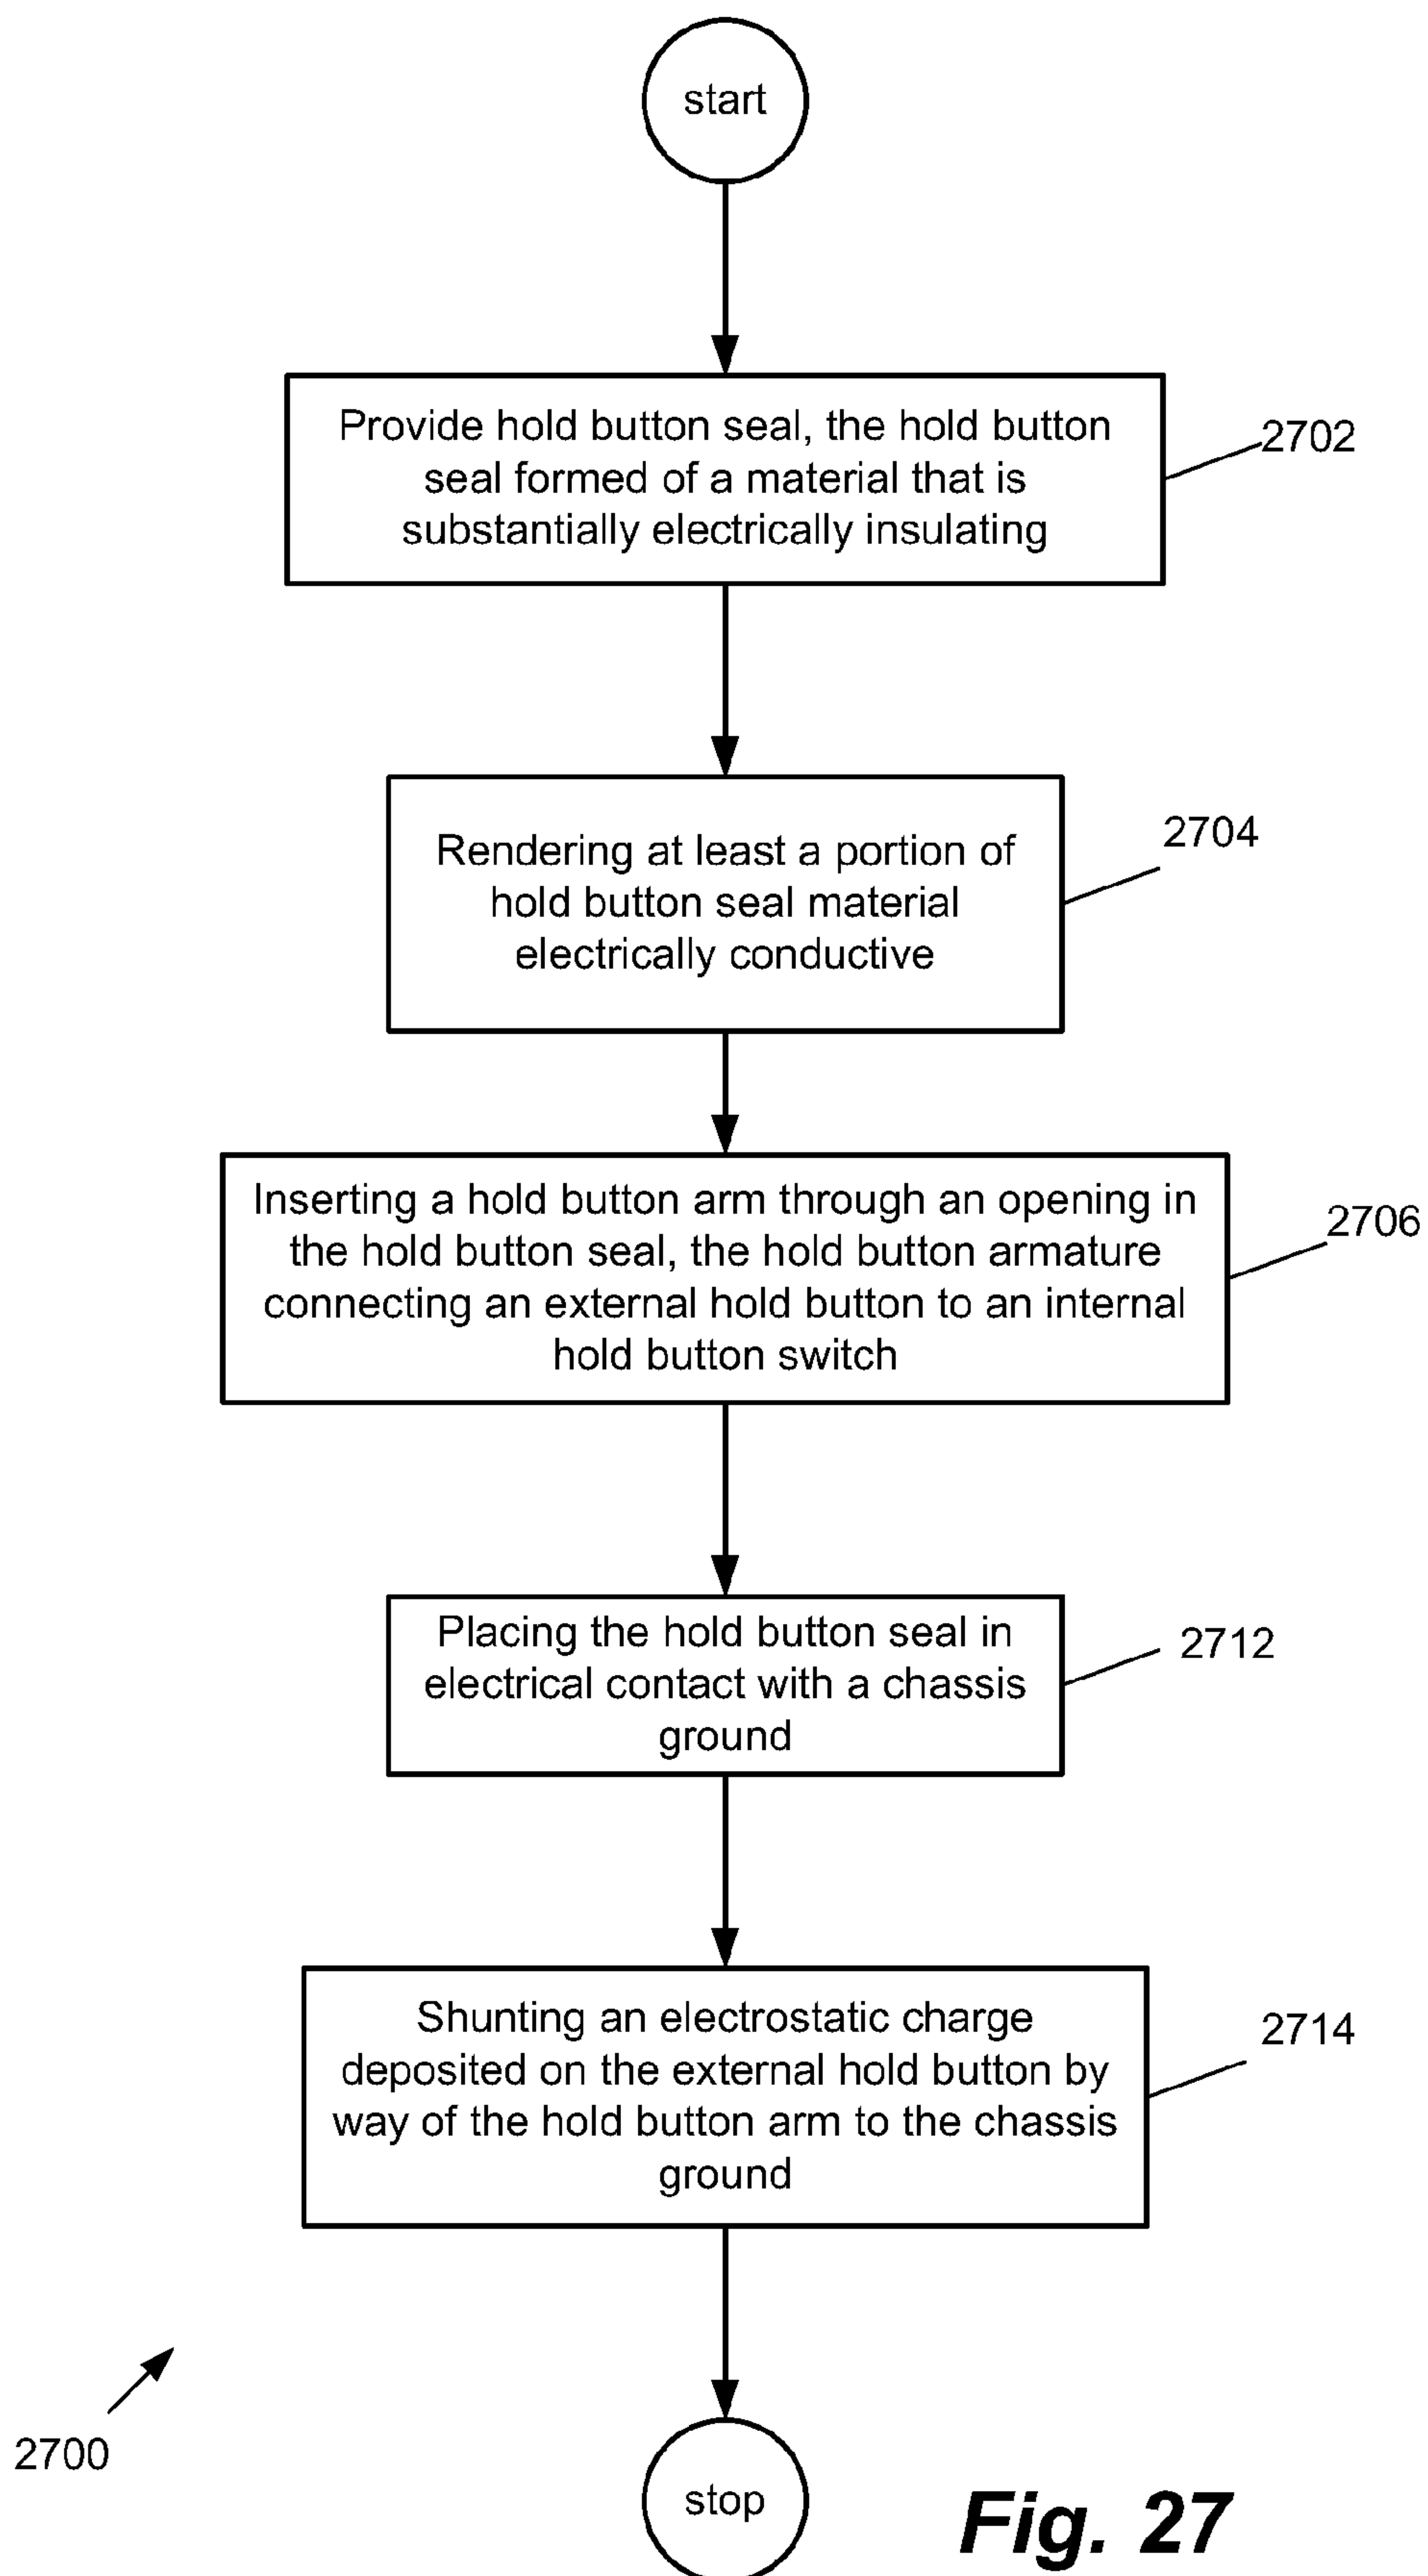 start
Provide hold button seal, the hold button
seal formed of a material that is
substantially electrically insulating
2702
Rendering at least a portion of
hold button seal material
electrically conductive
2704
Inserting a hold button arm through an opening in
the hold button seal, the hold button armature
connecting an external hold button to an internal
hold button switch
2706
Placing the hold button seal in
electrical contact with a chassis
ground
2712
Shunting an electrostatic charge
deposited on the external hold button by
way of the hold button arm to the chassis
ground
2714
2700
stop
Fig. 27